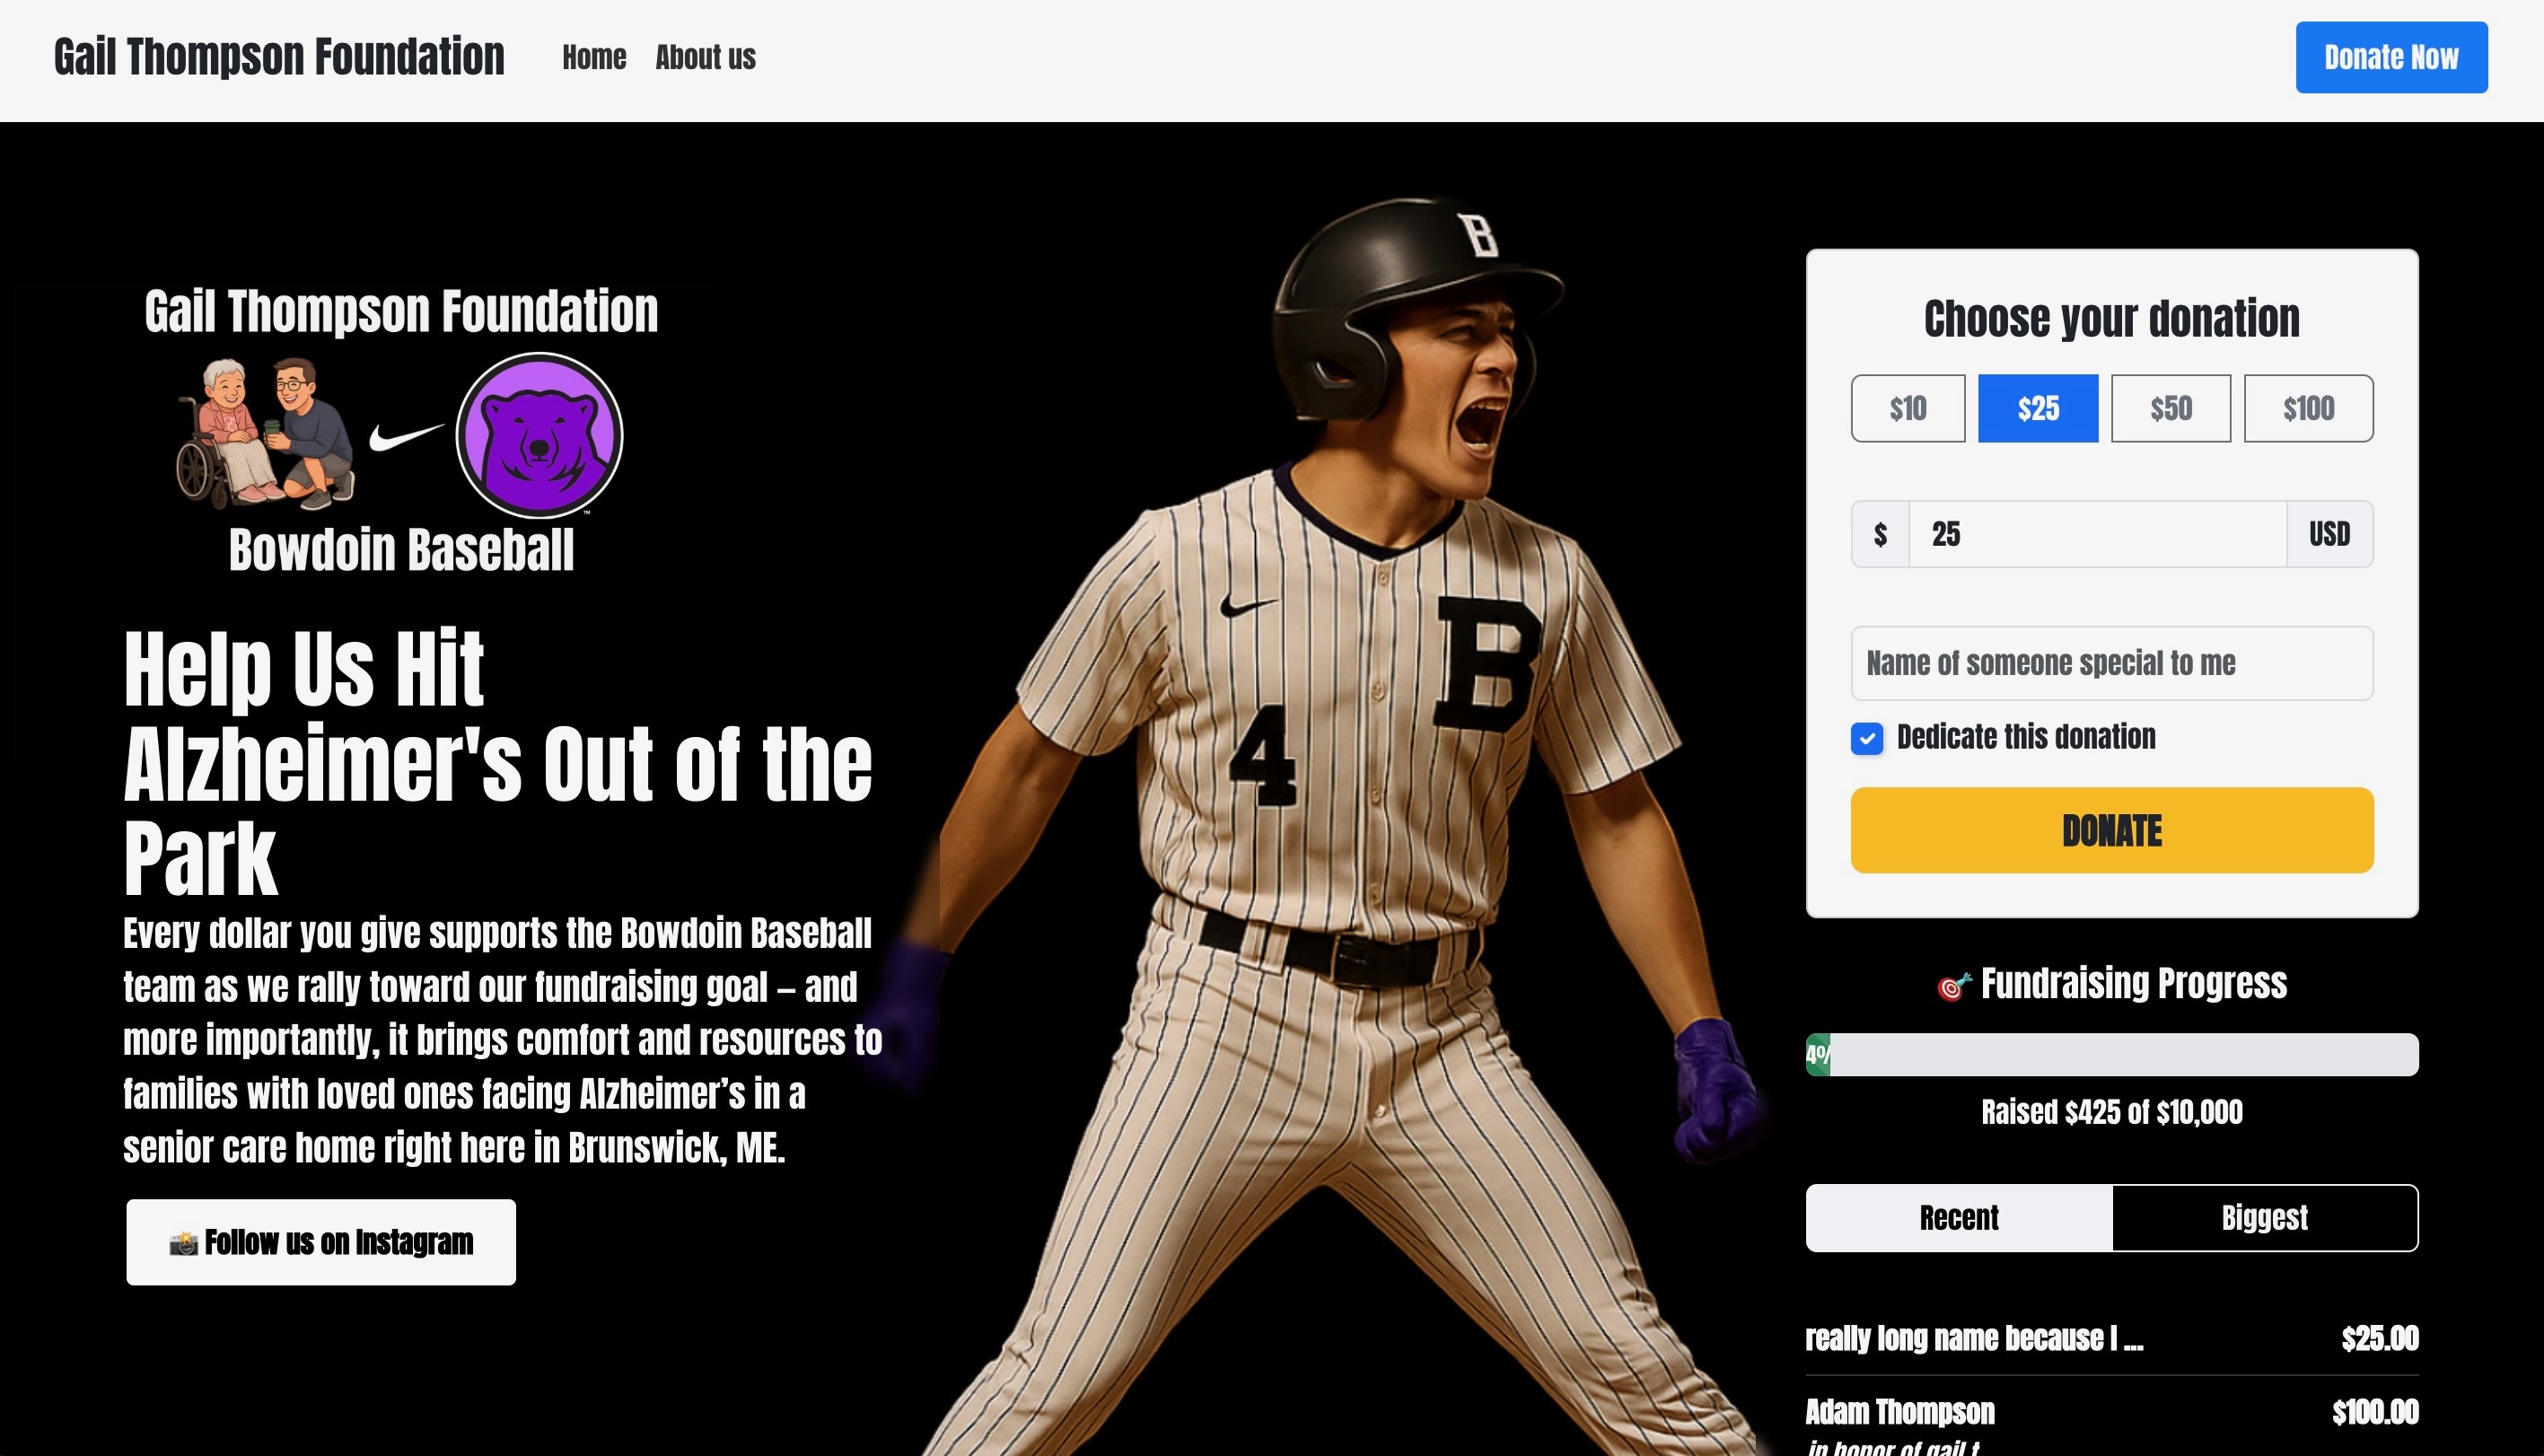 Gail Thompson Foundation
Home
About us
Donate Now
Gail Thompson Foundation
™
Bowdoin Baseball
Help Us Hit
Alzheimer's Out of the
Park
Every dollar you give supports the Bowdoin Baseball
team as we rally toward our fundraising goal – and
more importantly, it brings comfort and resources to
families with loved ones facing Alzheimer’s in a
senior care home right here in Brunswick, ME.
📸 Follow us on Instagram
B
B
4
Choose your donation
$10
$25
$50
$100
$
25
USD
Name of someone special to me
Dedicate this donation
DONATE
🎯 Fundraising Progress
4%
Raised $425 of $10,000
Recent
Biggest
really long name because I ...
$25.00
Adam Thompson
$100.00
in honor of gail t